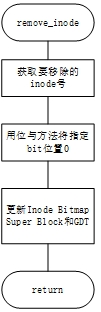 remove_inode
获取要移除的
inode号
用位与方法将指定
bit位置0
更新Inode Bitmap
Super Block和GDT
return